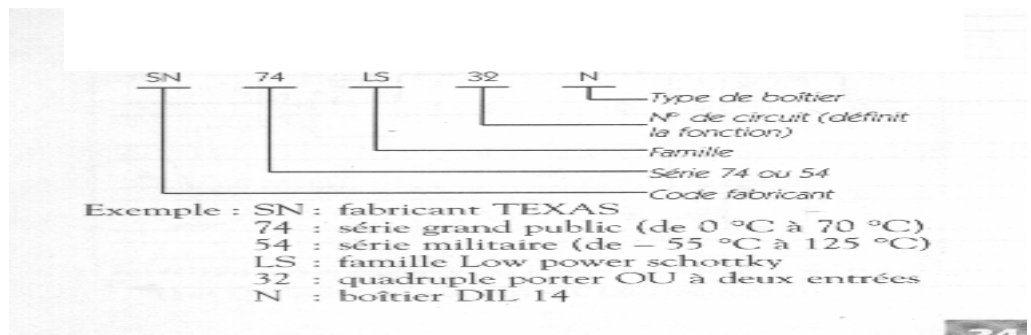 SN 74 LS 32 N
Type de boîtier
N° de circuit (définit
la fonction)
Famille
Série 74 ou 54
Code fabricant
Exemple : SN : fabricant TEXAS
74 : série grand public (de 0 °C à 70 °C)
54 : série militaire (de – 55 °C à 125 °C)
LS : famille Low power schottky
32 : quadruple porter OU à deux entrées
N : boîtier DIL 14